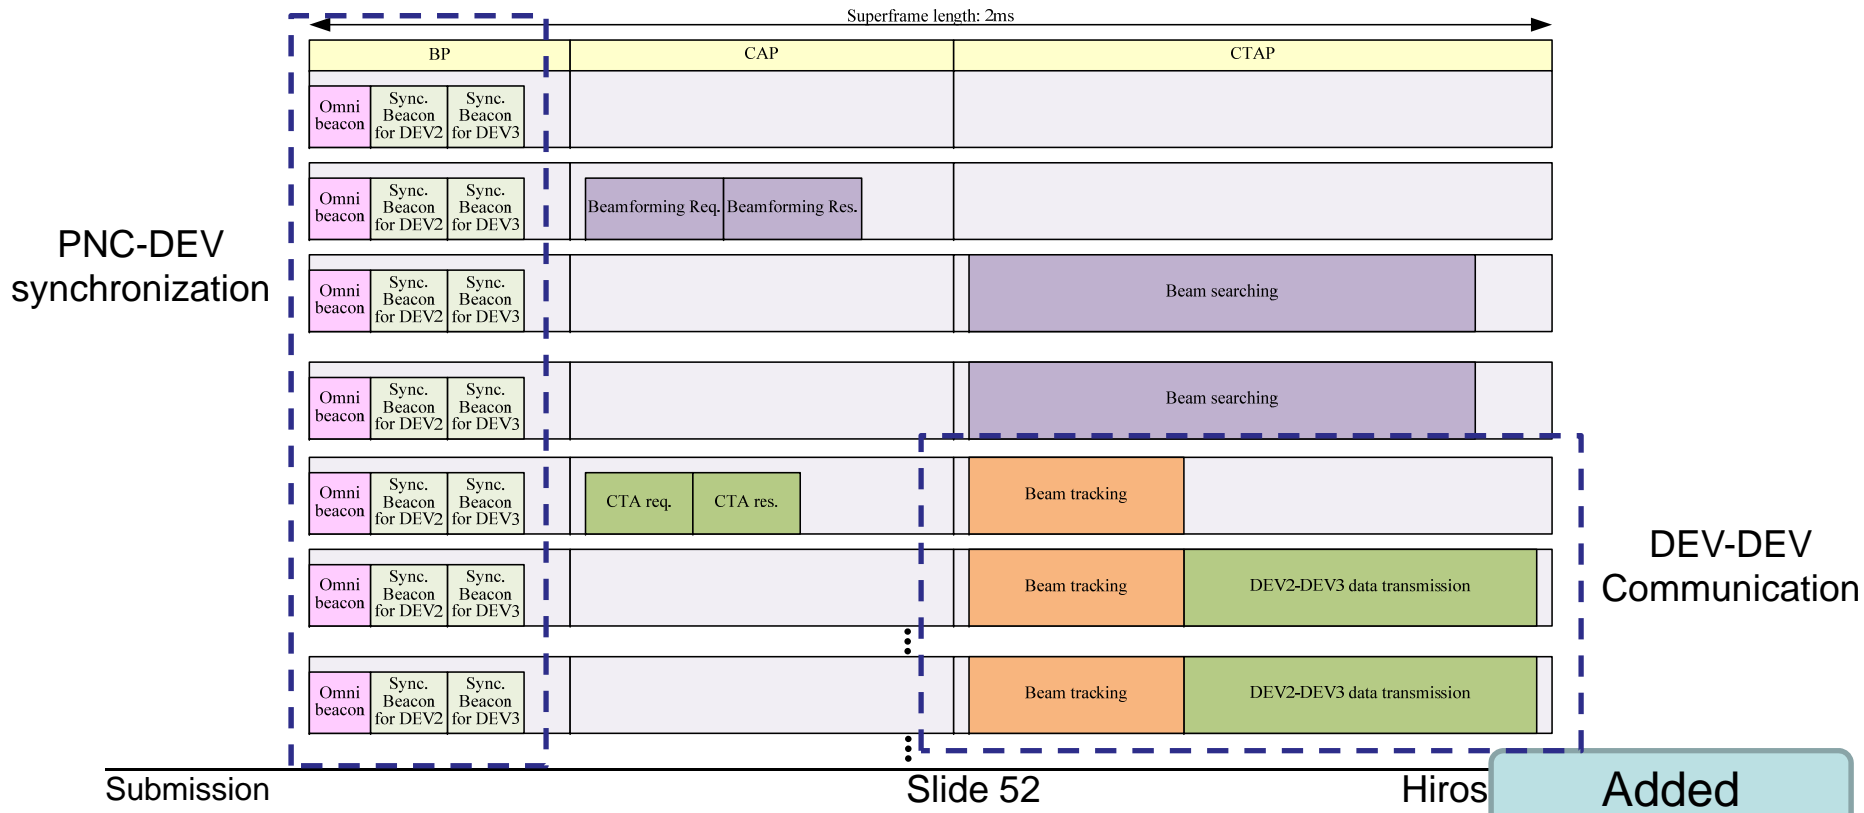 Superframe length: 2ms
BP CAP CTAP
Omni
beacon
Sync.
Beacon
for DEV2
Sync.
Beacon
for DEV3
Omni
beacon
Sync.
Beacon
for DEV2
Sync.
Beacon
for DEV3
Beamforming Req. Beamforming Res.
PNC-DEV
synchronization
Omni
beacon
Sync.
Beacon
for DEV2
Sync.
Beacon
for DEV3
Beam searching
Omni
beacon
Sync.
Beacon
for DEV2
Sync.
Beacon
for DEV3
Beam searching
Omni
beacon
Sync.
Beacon
for DEV2
Sync.
Beacon
for DEV3
CTA req. CTA res.
Beam tracking
Omni
beacon
Sync.
Beacon
for DEV2
Sync.
Beacon
for DEV3
Beam tracking
DEV2-DEV3 data transmission
DEV-DEV
Communication
Omni
beacon
Sync.
Beacon
for DEV2
Sync.
Beacon
for DEV3
Beam tracking
DEV2-DEV3 data transmission
Submission Slide 52 Hiros
Added